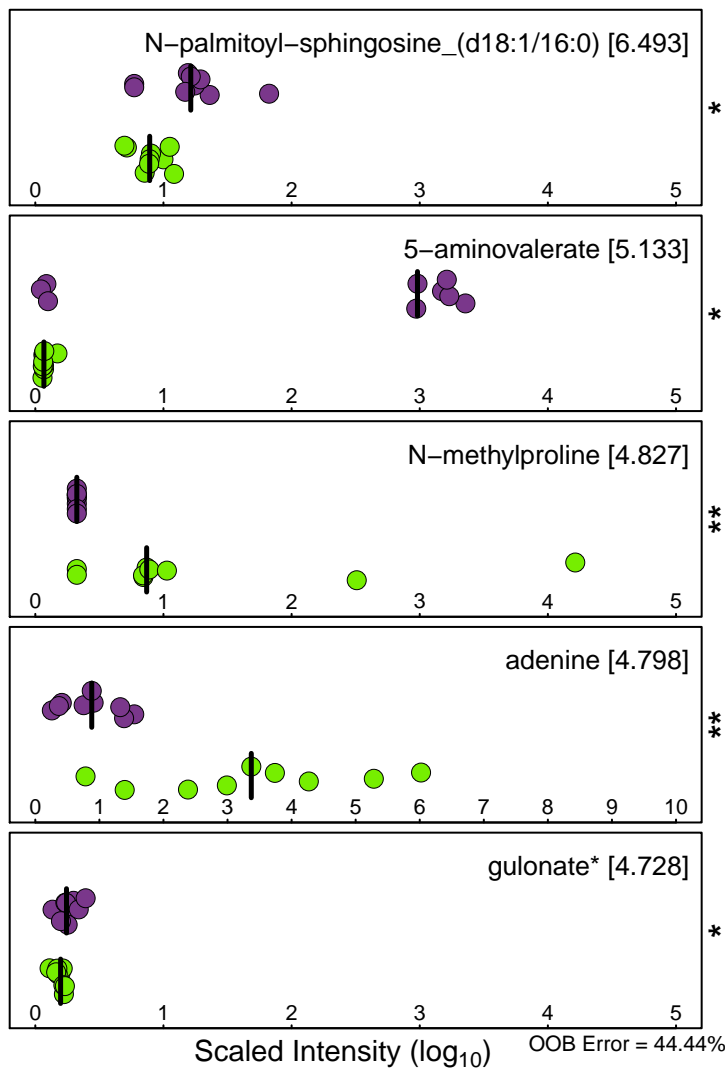 N−palmitoyl−sphingosine_(d18:1/16:0) [6.493]
*
0 1 2 3 4 5
5−aminovalerate [5.133]
*
0 1 2 3 4 5
N−methylproline [4.827]
**
0 1 2 3 4 5
adenine [4.798]
**
0 1 2 3 4 5 6 7 8 9 10
gulonate* [4.728]
*
0 1 2 3 4 5
Scaled Intensity (log₁₀) OOB Error = 44.44%